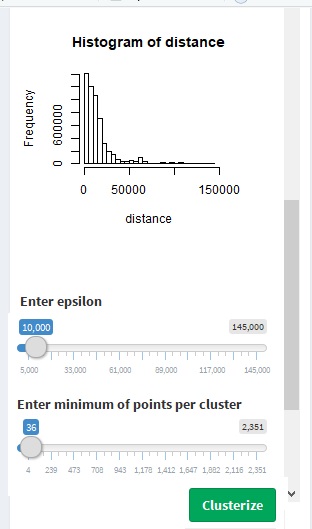 Histogram of distance
Frequency
0 600000
0 50000 150000
distance
Enter epsilon
10,000 145,000
5,000 33,000 61,000 89,000 117,000 145,000
Enter minimum of points per cluster
36 2,351
4 239 473 708 943 1,178 1,412 1,647 1,882 2,116 2,351
Clusterize